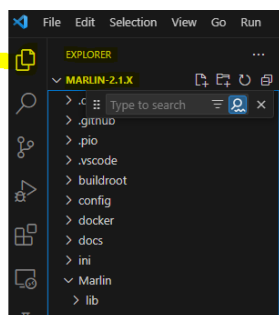 File Edit Selection View Go Run
EXPLORER
MARLIN-2.1.X
Type to search
.github
.pio
.vscode
buildroot
config
docker
docs
ini
Marlin
lib